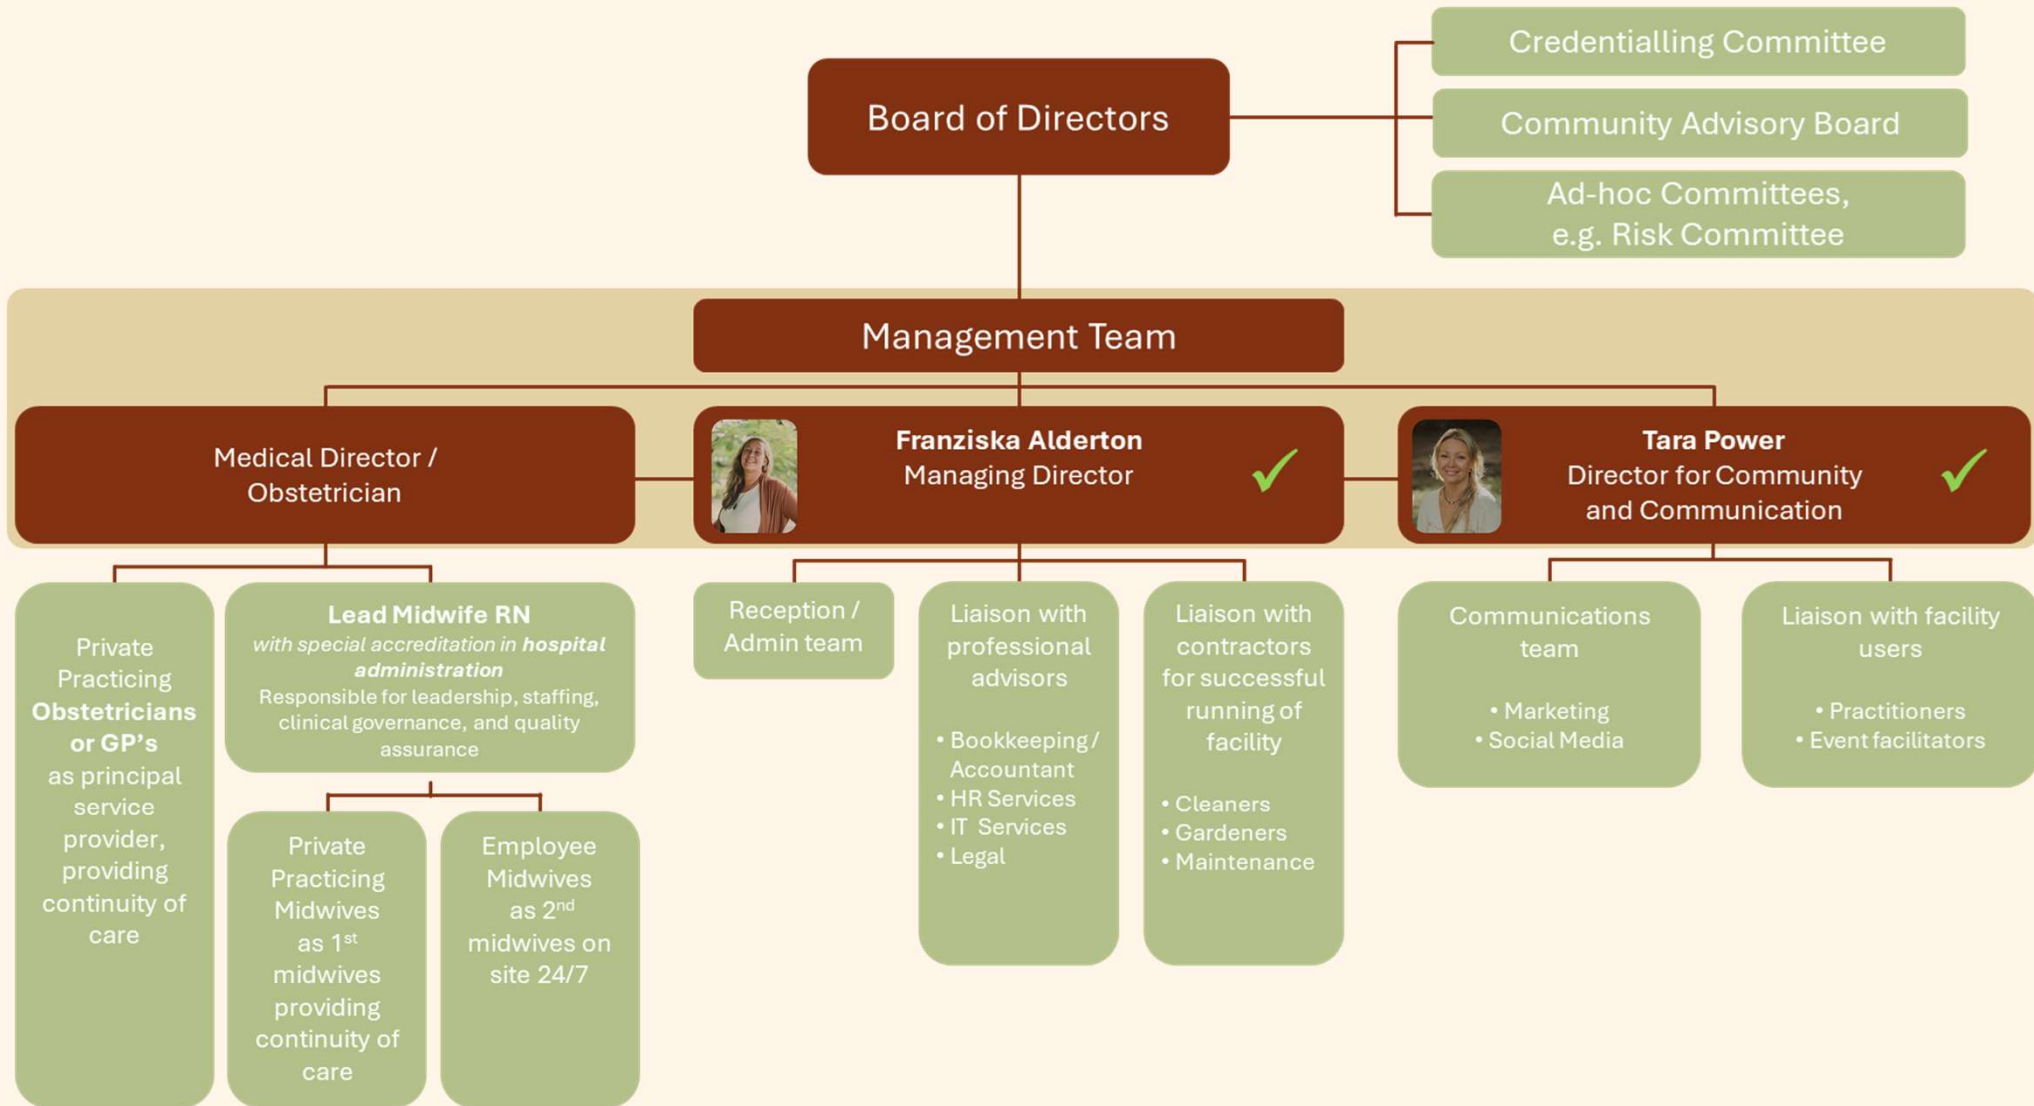 Board of Directors
Credentialling Committee
Community Advisory Board
Ad-hoc Committees,
e.g. Risk Committee
Management Team
Medical Director /
Obstetrician
Franziska Alderton
Managing Director
Tara Power
Director for Community
and Communication
Private
Practicing
Obstetricians
or GP's
as principal
service
provider,
providing
continuity of
care
Lead Midwife RN
with special accreditation in hospital
administration
Responsible for leadership, staffing,
clinical governance, and quality
assurance
Private
Practicing
Midwives
as 1st
midwives
providing
continuity of
care
Employee
Midwives
as 2nd
midwives on
site 24/7
Reception /
Admin team
Liaison with
professional
advisors
• Bookkeeping /
Accountant
• HR Services
• IT Services
• Legal
Liaison with
contractors
for successful
running of
facility
• Cleaners
• Gardeners
• Maintenance
Communications
team
• Marketing
• Social Media
Liaison with facility
users
• Practitioners
• Event facilitators